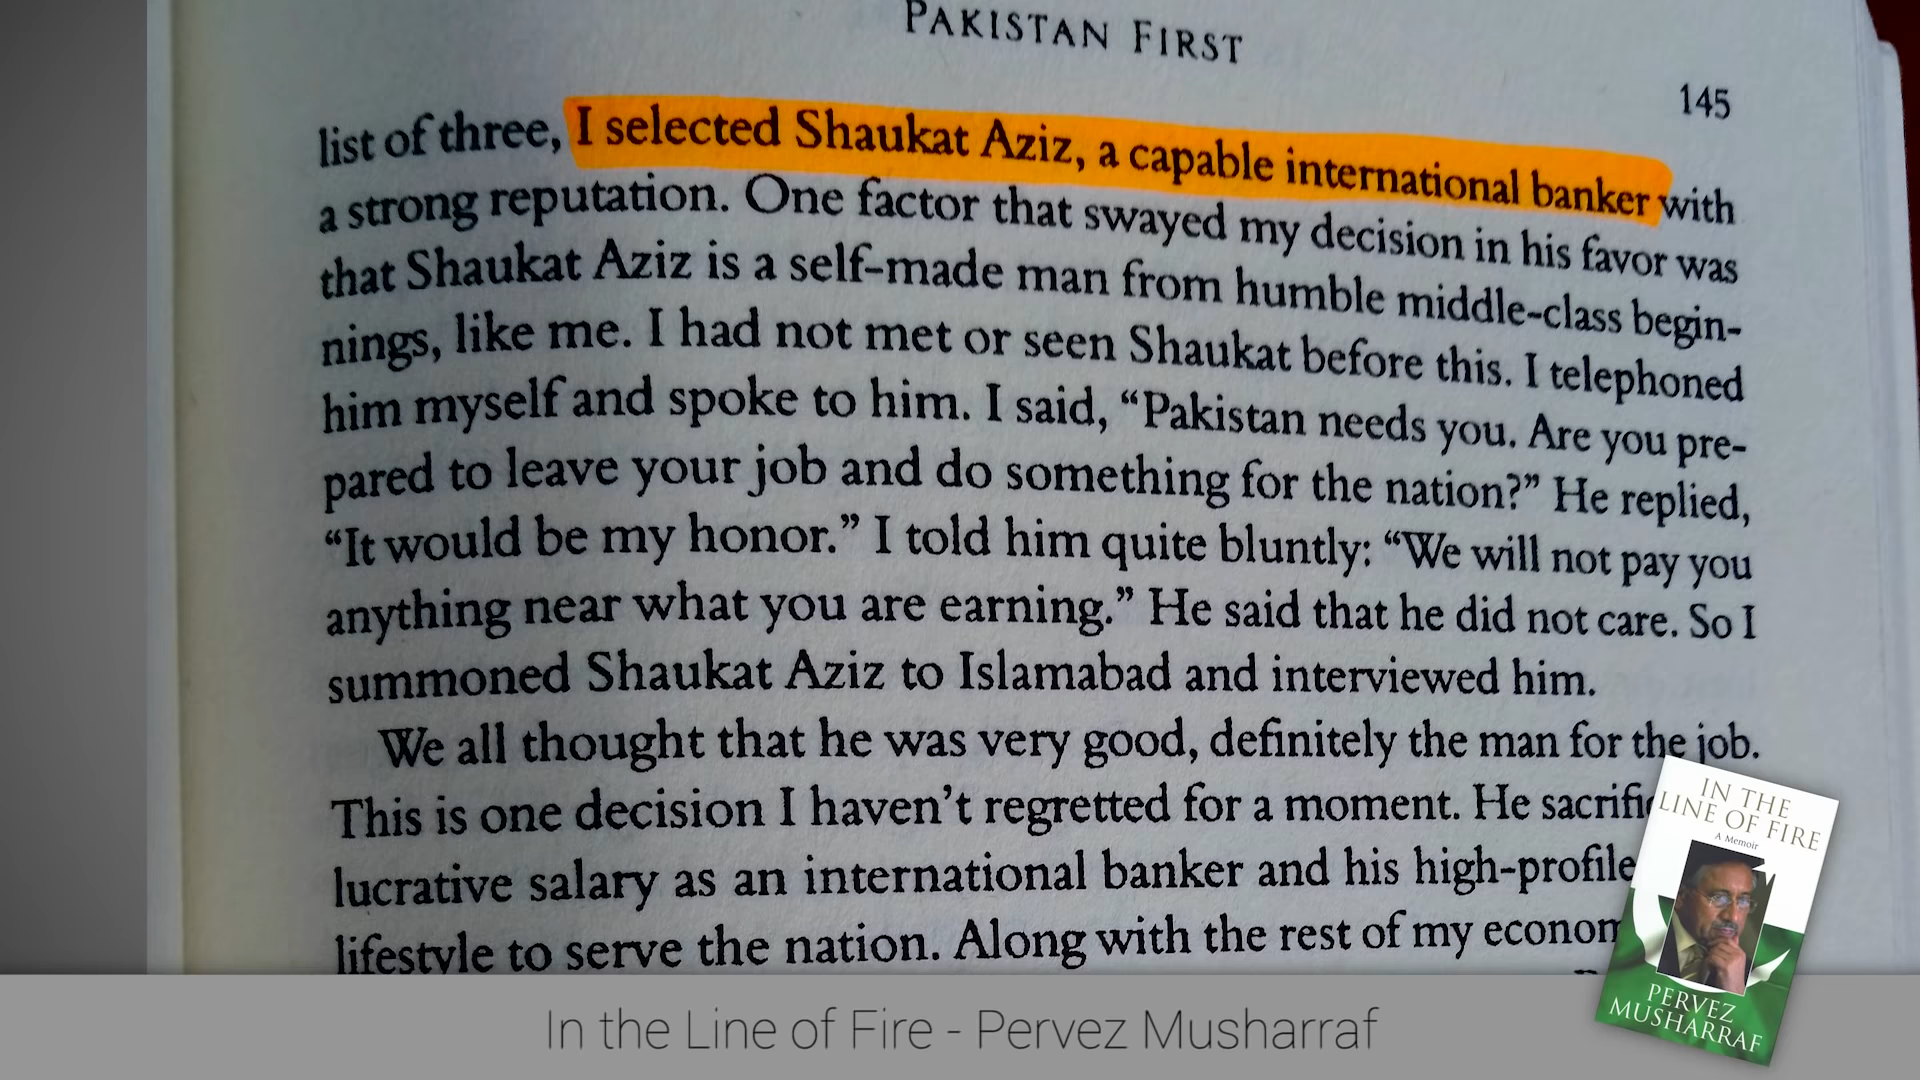 PAKISTAN FIRST
145
list of three, I selected Shaukat Aziz, a capable international banker with
a strong reputation. One factor that swayed my decision in his favor was
that Shaukat Aziz is a self-made man from humble middle-class begin-
nings, like me. I had not met or seen Shaukat before this. I telephoned
him myself and spoke to him. I said, “Pakistan needs you. Are you pre-
pared to leave your job and do something for the nation?” He replied,
“It would be my honor.” I told him quite bluntly: “We will not pay you
anything near what you are earning.” He said that he did not care. So I
summoned Shaukat Aziz to Islamabad and interviewed him.
We all thought that he was very good, definitely the man for the job.
This is one decision I haven’t regretted for a moment. He
lucrative salary as an international banker and his high-profile
lifestyle to serve the nation. Along with the rest of my
IN THE
LINE OF FIRE
A Memoir
PERVEZ
MUSHARRAF
In the Line of Fire - Pervez Musharraf